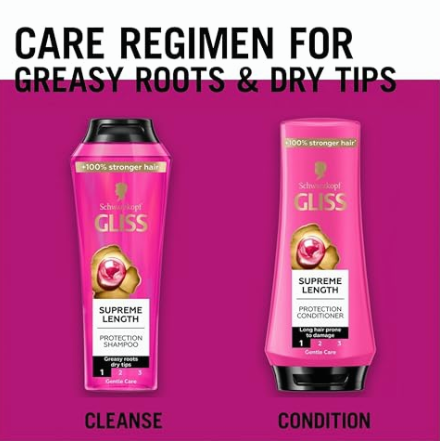 CARE REGIMEN FOR
GREASY ROOTS & DRY TIPS
+100% stronger hair
Schwarzkopf
GLISS
SUPREME
LENGTH
PROTECTION
SHAMPOO
Greasy roots
dry tips
1 2 3
Gentle Care
CLEANSE
+100% stronger hair
Schwarzkopf
GLISS
SUPREME
LENGTH
PROTECTION
CONDITIONER
Long hair prone
to damage
1 2 3
Gentle Care
CONDITION